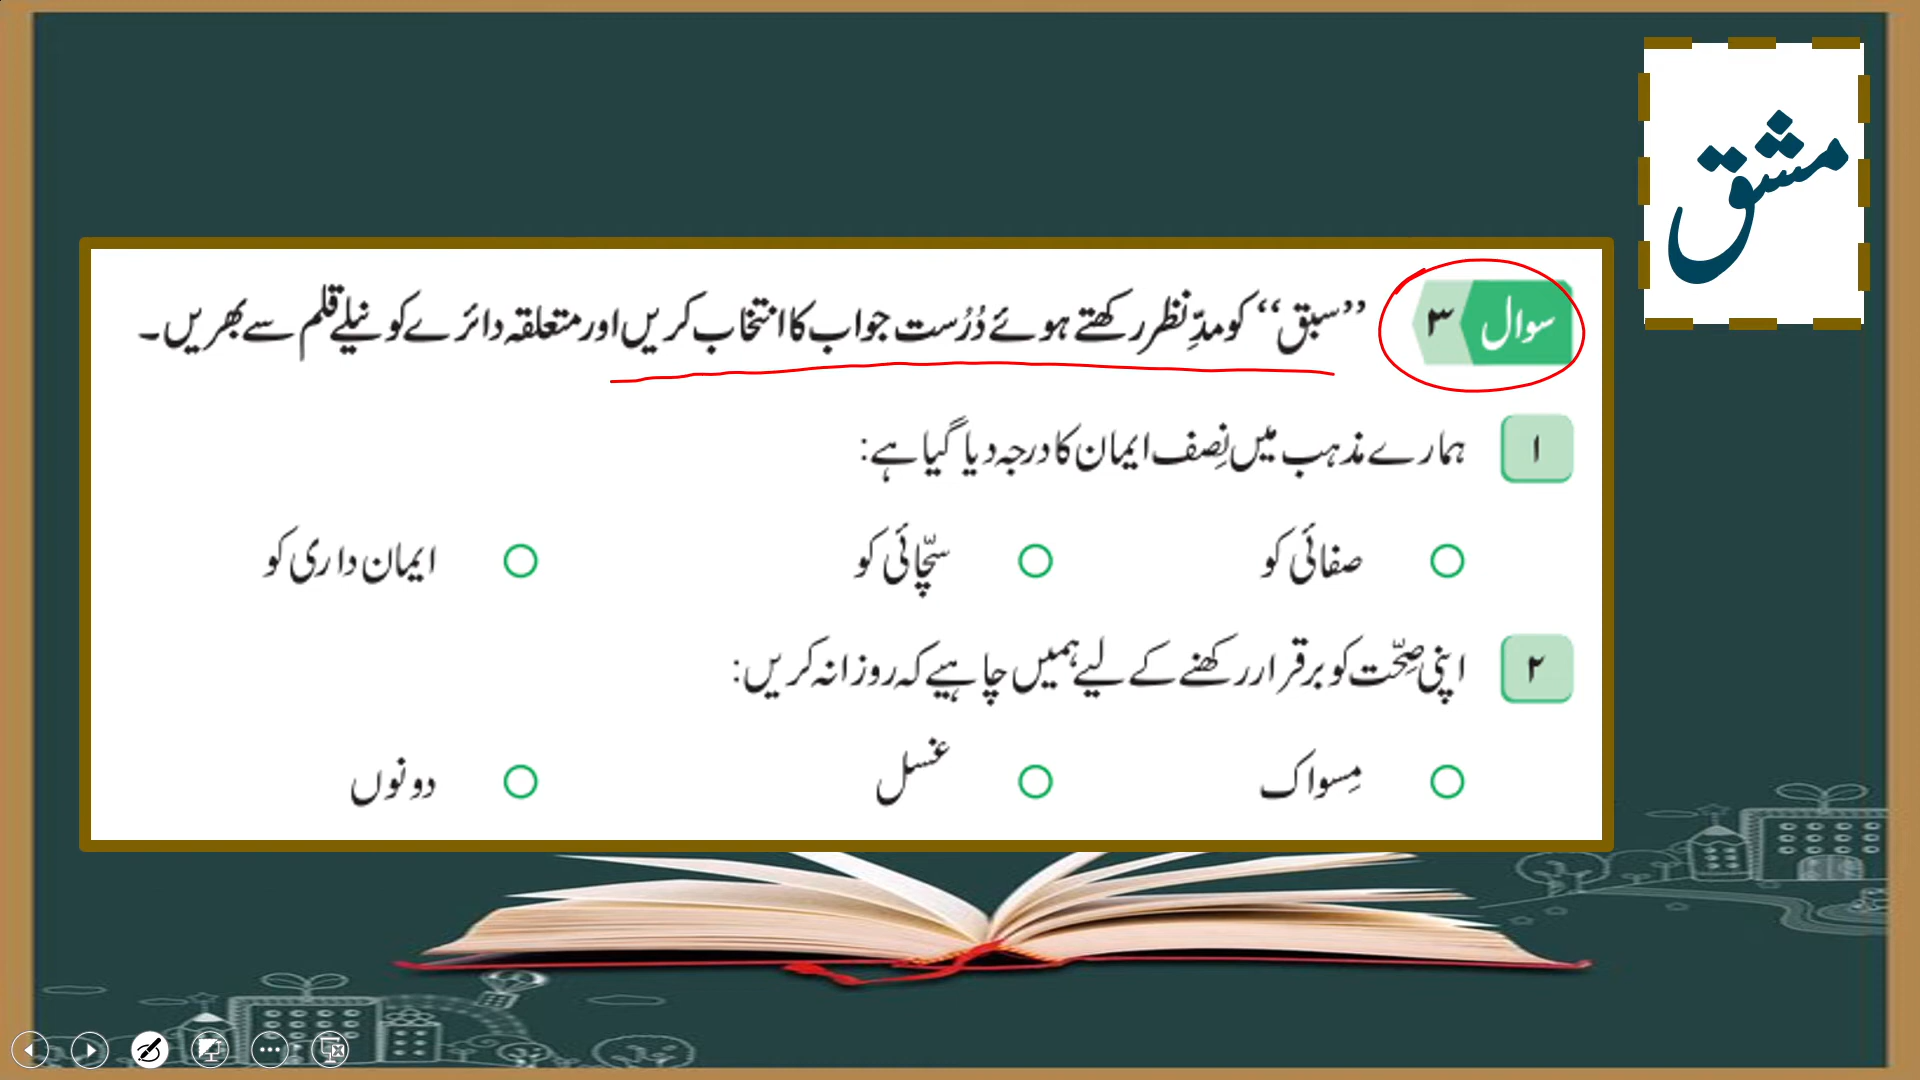 مشق
سوال ۳ ’’سبق‘‘ کو مدِّنظر رکھتے ہوئے دُرُست جواب کا انتخاب کریں اور متعلقہ دائرے کو نیلے قلم سے بھریں۔
۱ ہمارے مذہب میں نِصف ایمان کا درجہ دیا گیا ہے:
صفائی کو سچّائی کو ایمان داری کو
۲ اپنی صِحّت کو برقرار رکھنے کے لیے ہمیں چاہیے کہ روزانہ کریں:
مِسواک غسل دونوں